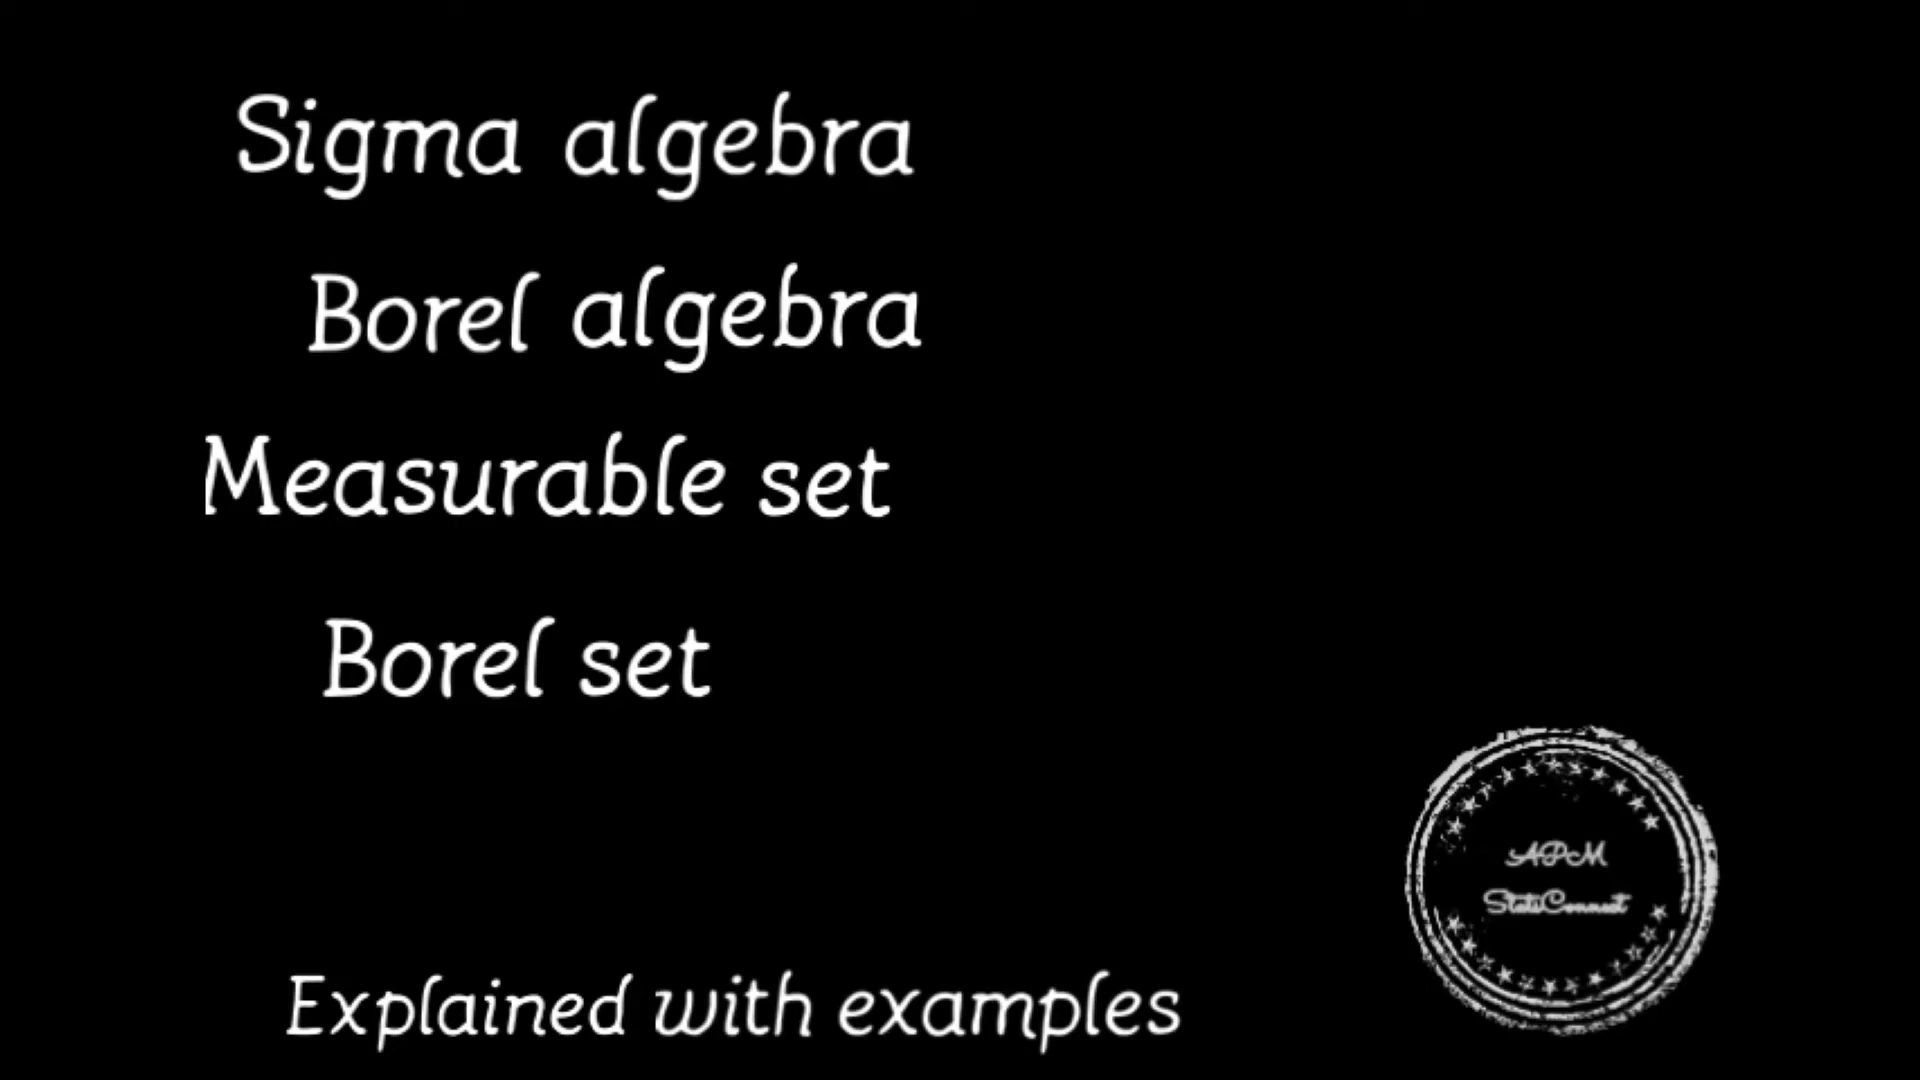 Sigma algebra
Borel algebra
Measurable set
Borel set
APM
StatsConnect
Explained with examples